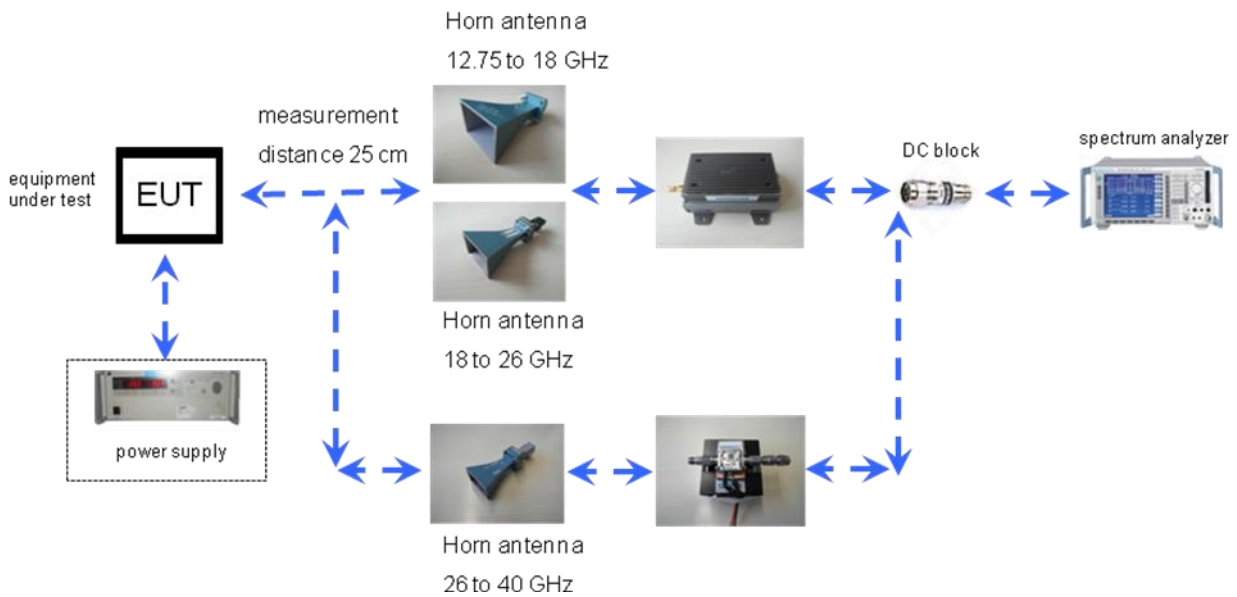 Horn antenna
12.75 to 18 GHz
measurement
distance 25 cm
equipment
under test
EUT
DC block
spectrum analyzer
Horn antenna
18 to 26 GHz
power supply
Horn antenna
26 to 40 GHz